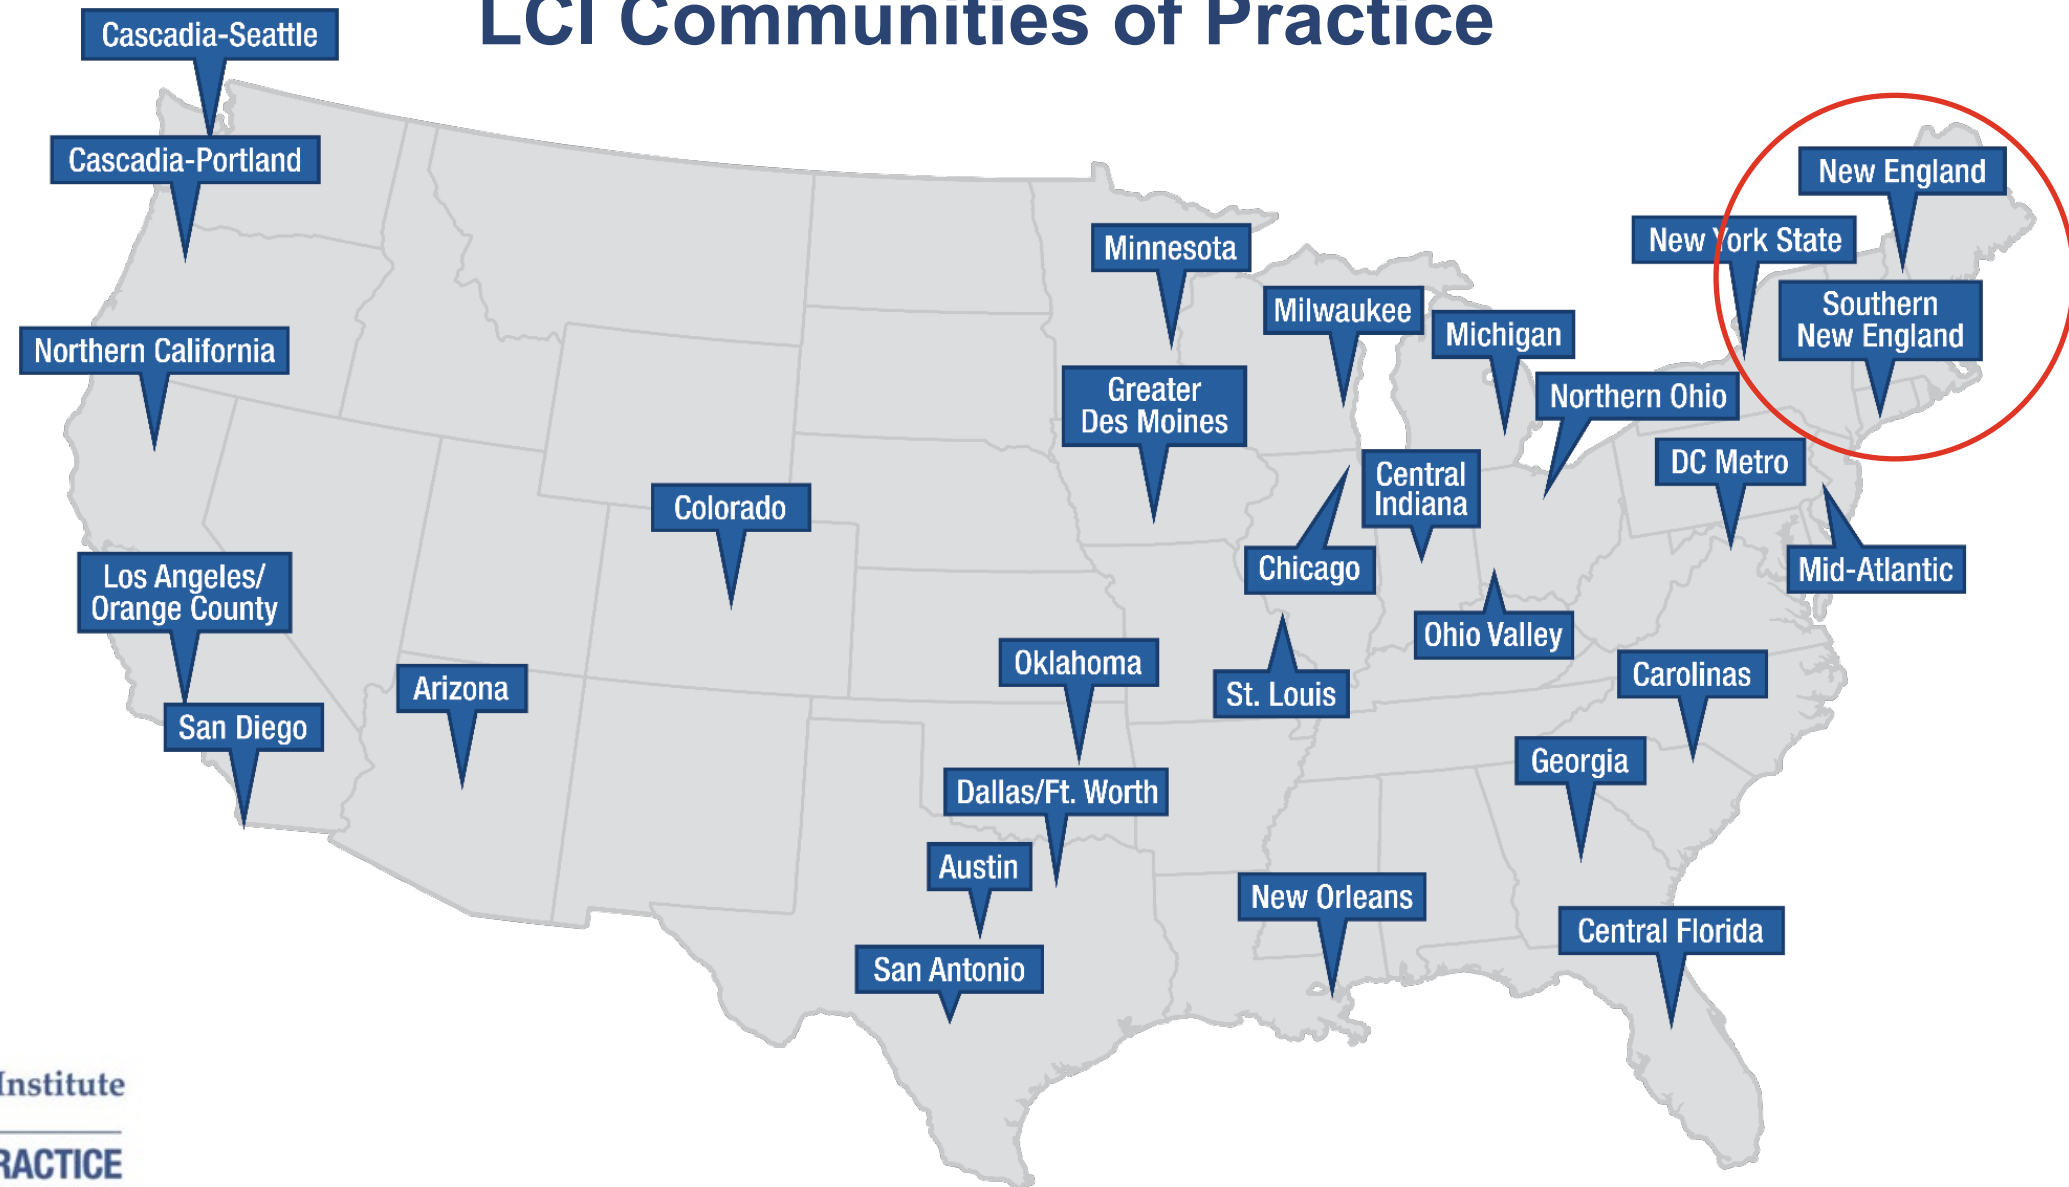 LCI Communities of Practice
Cascadia-Seattle
Cascadia-Portland
New England
New York State
Minnesota
Southern
New England
Milwaukee
Michigan
Northern California
Greater
Des Moines
Northern Ohio
DC Metro
Central
Indiana
Colorado
Chicago
Mid-Atlantic
Los Angeles/
Orange County
Ohio Valley
Oklahoma
Carolinas
Arizona
St. Louis
San Diego
Georgia
Dallas/Ft. Worth
Austin
New Orleans
Central Florida
San Antonio
Institute
RACTICE